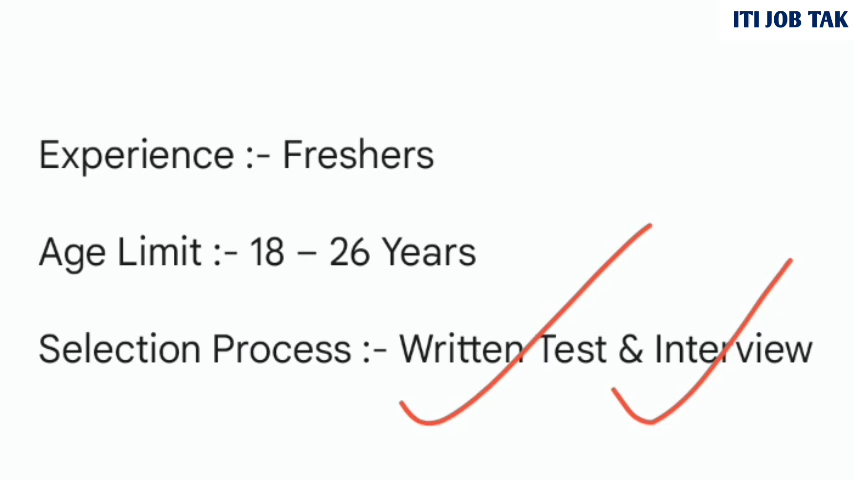 ITI JOB TAK
Experience :- Freshers
Age Limit :- 18 – 26 Years
Selection Process :- Written Test & Interview